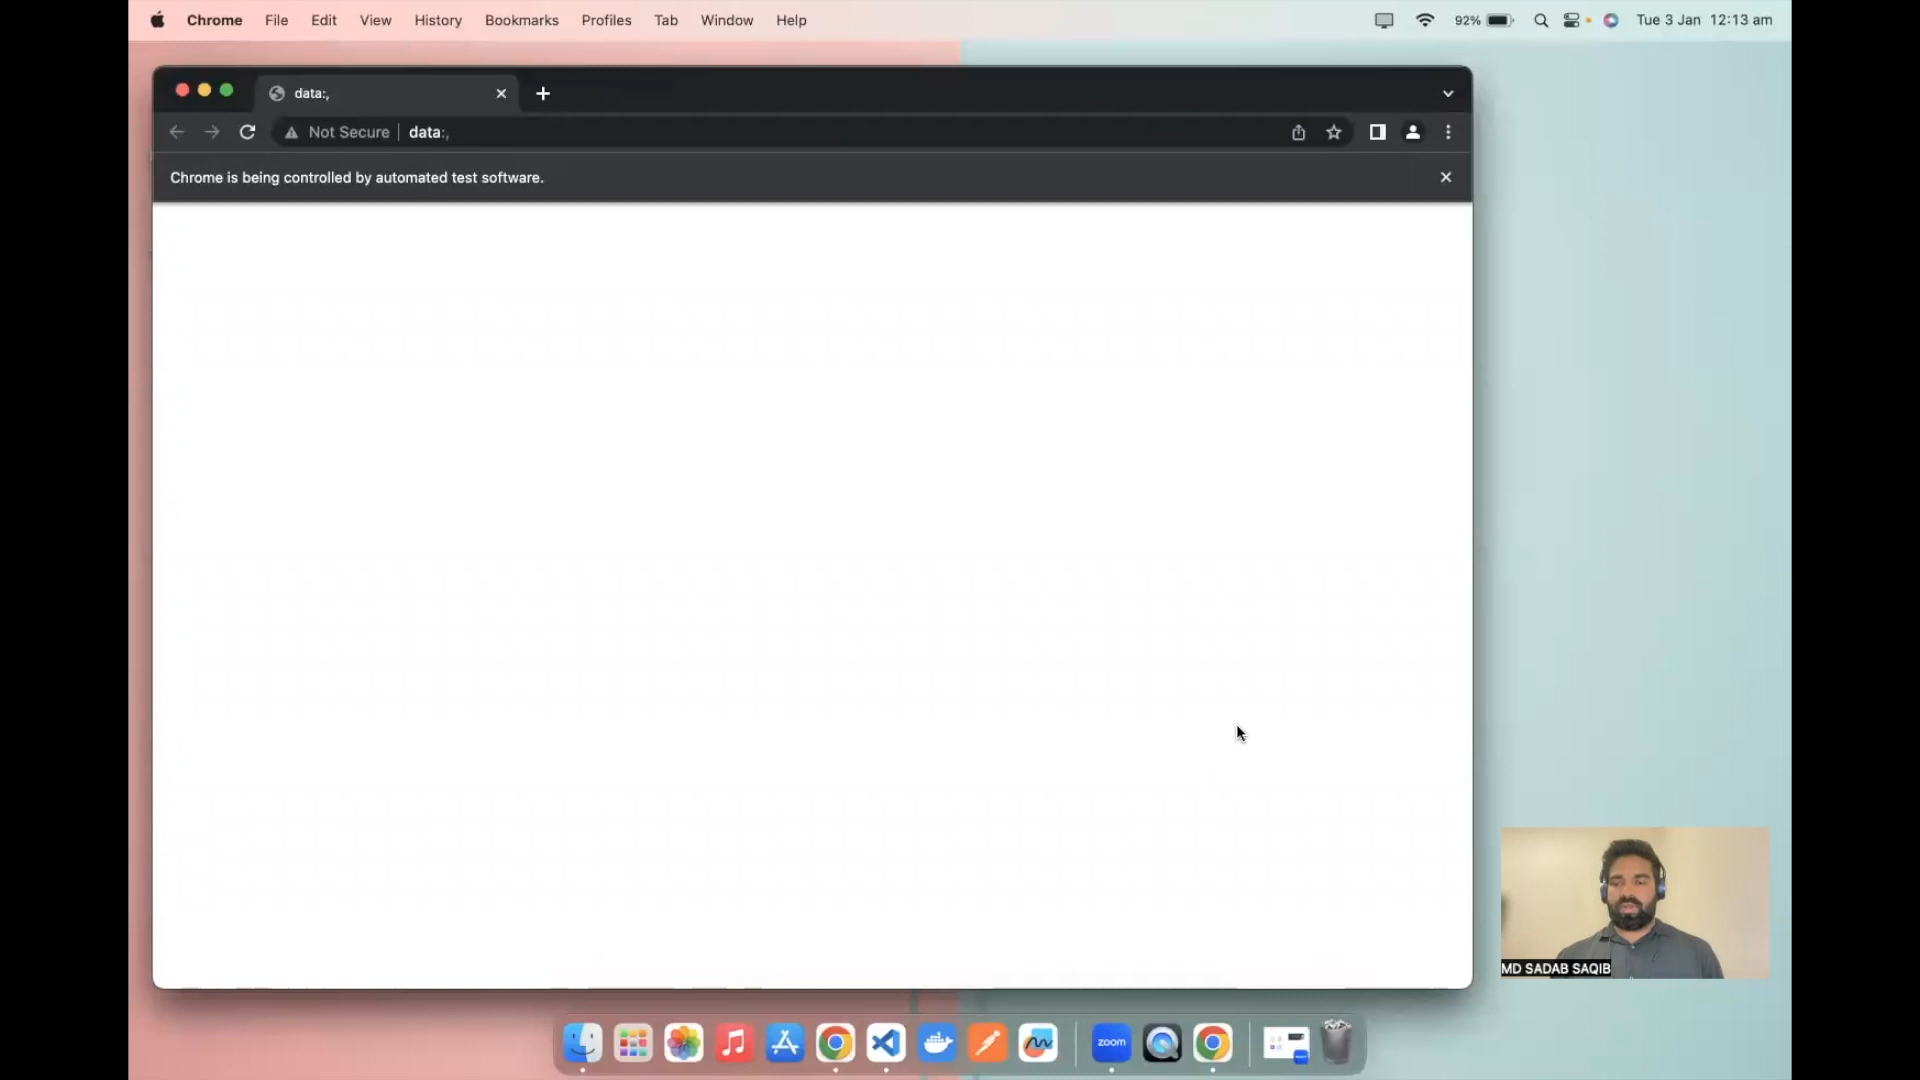 Chrome File Edit View History Bookmarks Profiles Tab Window Help 92% Tue 3 Jan 12:13 am
data:,
Not Secure data:,
Chrome is being controlled by automated test software.
MD SADAB SAQIB
zoom